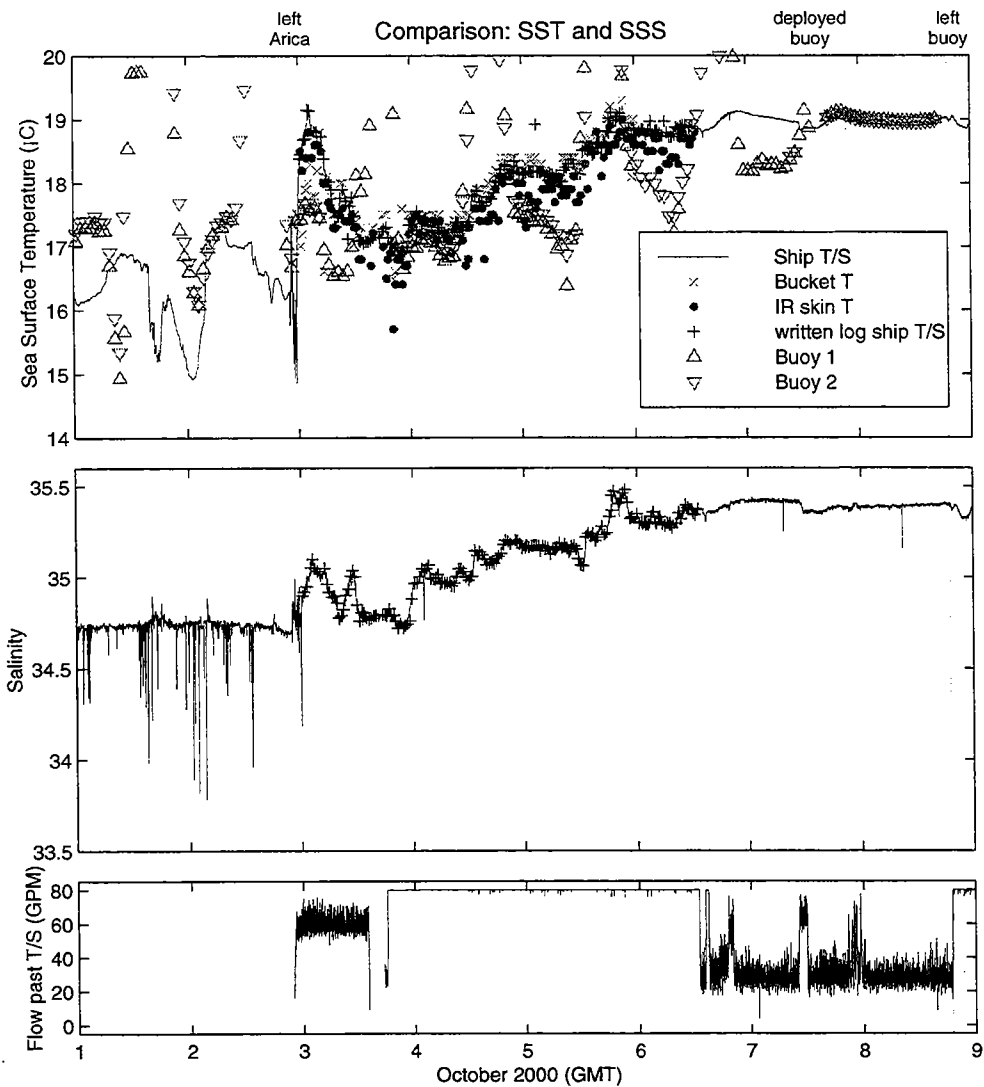 left
Arica
Comparison: SST and SSS
deployed
buoy
left
buoy
20
19
18
17
16
15
14
Sea Surface Temperature (¡C)
Ship T/S
Bucket T
IR skin T
written log ship T/S
Buoy 1
Buoy 2
35.5
35
34.5
34
33.5
Salinity
80
60
40
20
0
Flow past T/S (GPM)
1 2 3 4 5 6 7 8 9
October 2000 (GMT)